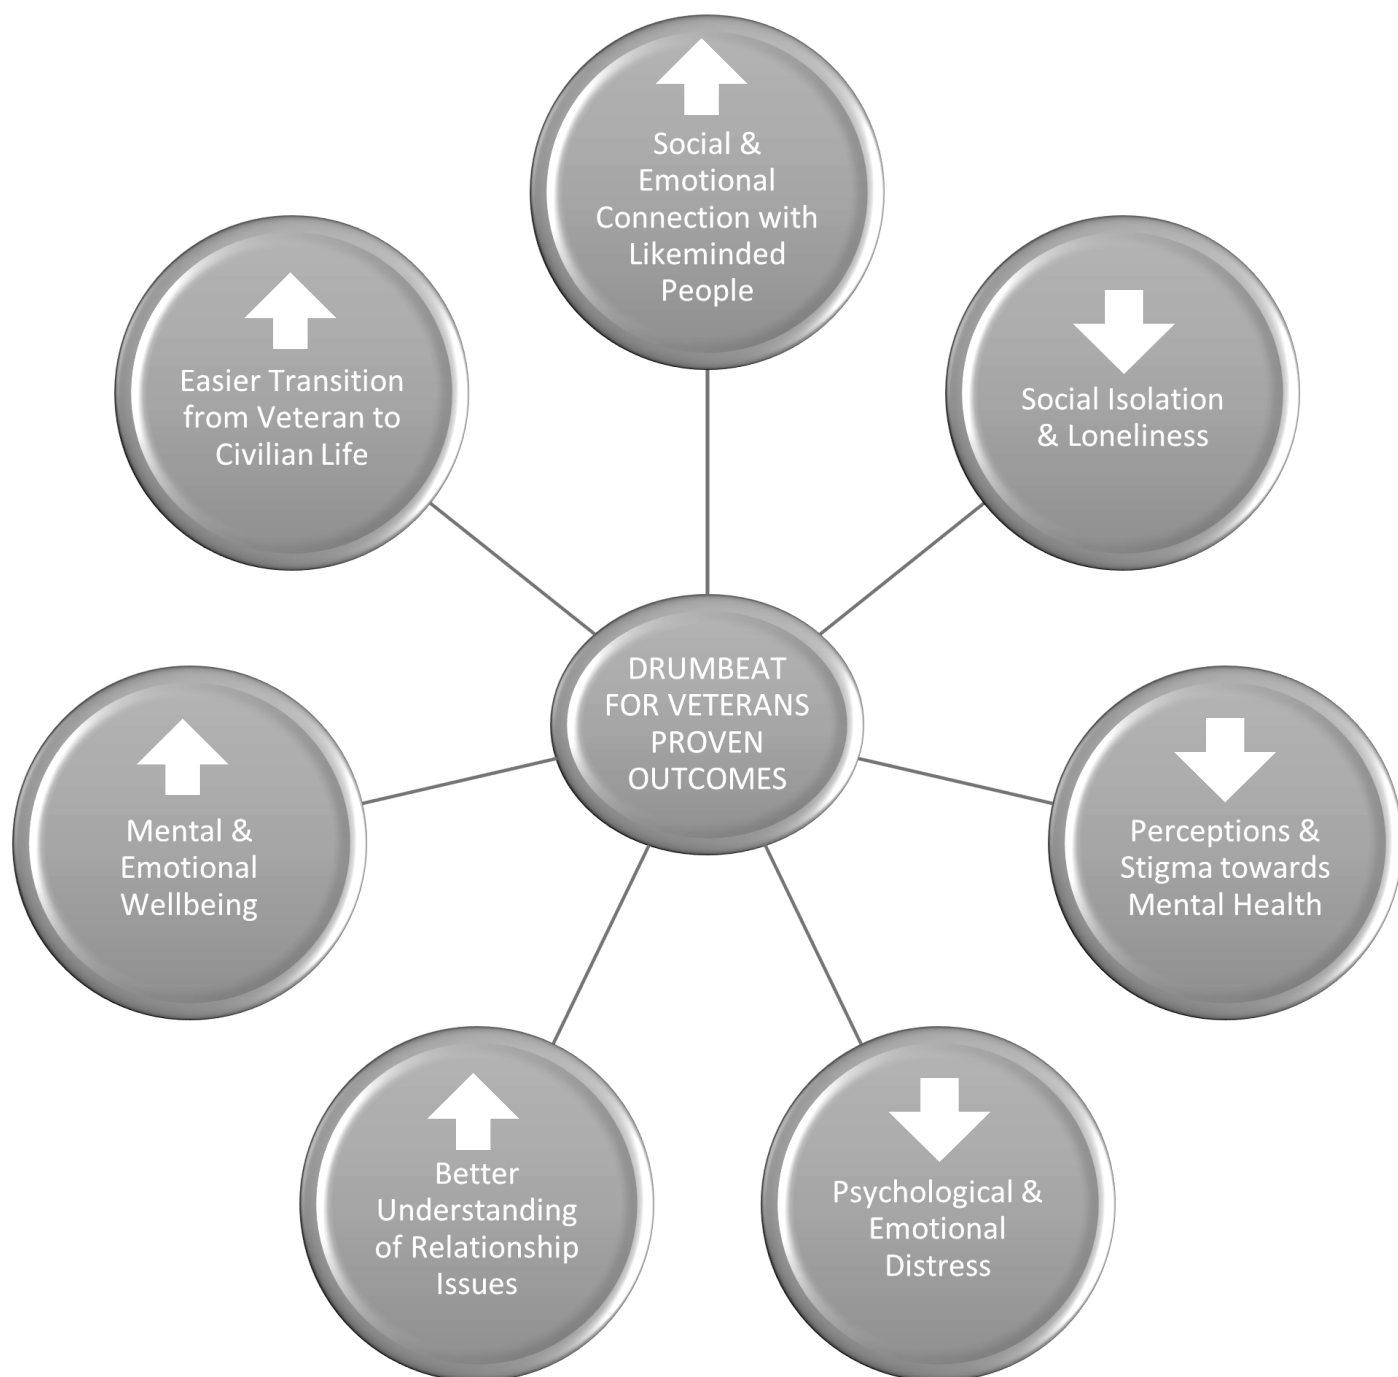 Social &
Emotional
Connection with
Likeminded
People
Easier Transition
from Veteran to
Civilian Life
Social Isolation
& Loneliness
DRUMBEAT
FOR VETERANS
PROVEN
OUTCOMES
Mental &
Emotional
Wellbeing
Perceptions &
Stigma towards
Mental Health
Better
Understanding
of Relationship
Issues
Psychological &
Emotional
Distress